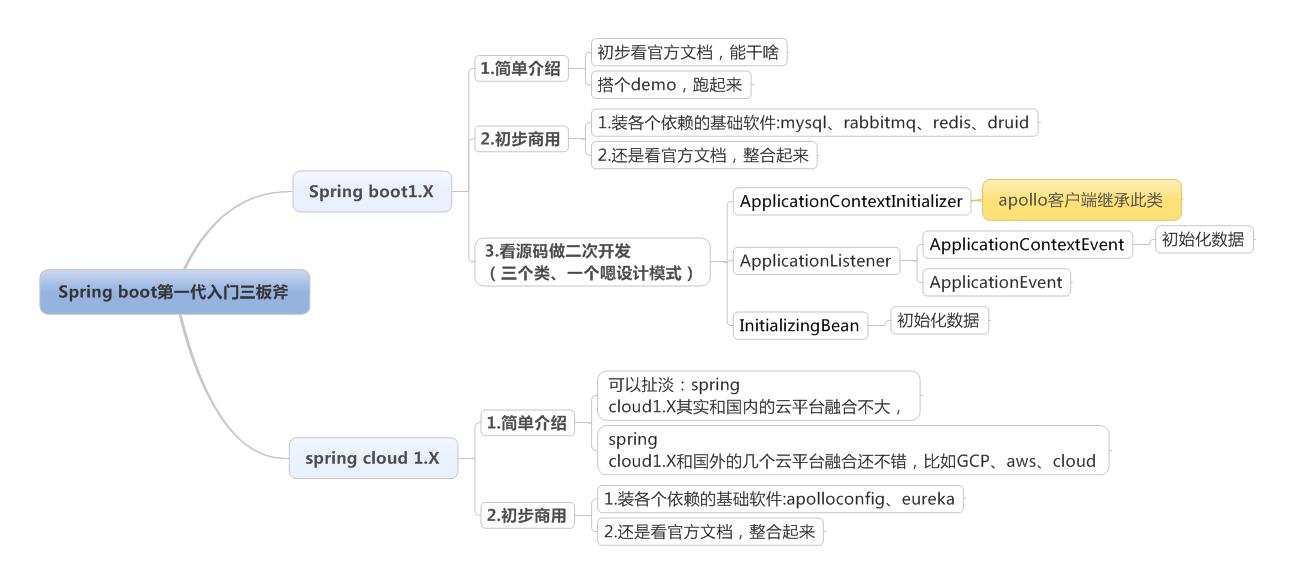 Spring boot第一代入门三板斧
Spring boot1.X
1.简单介绍
初步看官方文档，能干啥
搭个demo，跑起来
2.初步商用
1.装各个依赖的基础软件:mysql、rabbitmq、redis、druid
2.还是看官方文档，整合起来
3.看源码做二次开发
（三个类、一个嗯设计模式）
ApplicationContextInitializer
apollo客户端继承此类
ApplicationListener
ApplicationContextEvent
初始化数据
ApplicationEvent
InitializingBean
初始化数据
spring cloud 1.X
1.简单介绍
可以扯淡：spring
cloud1.X其实和国内的云平台融合不大，
spring
cloud1.X和国外的几个云平台融合还不错，比如GCP、aws、cloud
2.初步商用
1.装各个依赖的基础软件:apolloconfig、eureka
2.还是看官方文档，整合起来